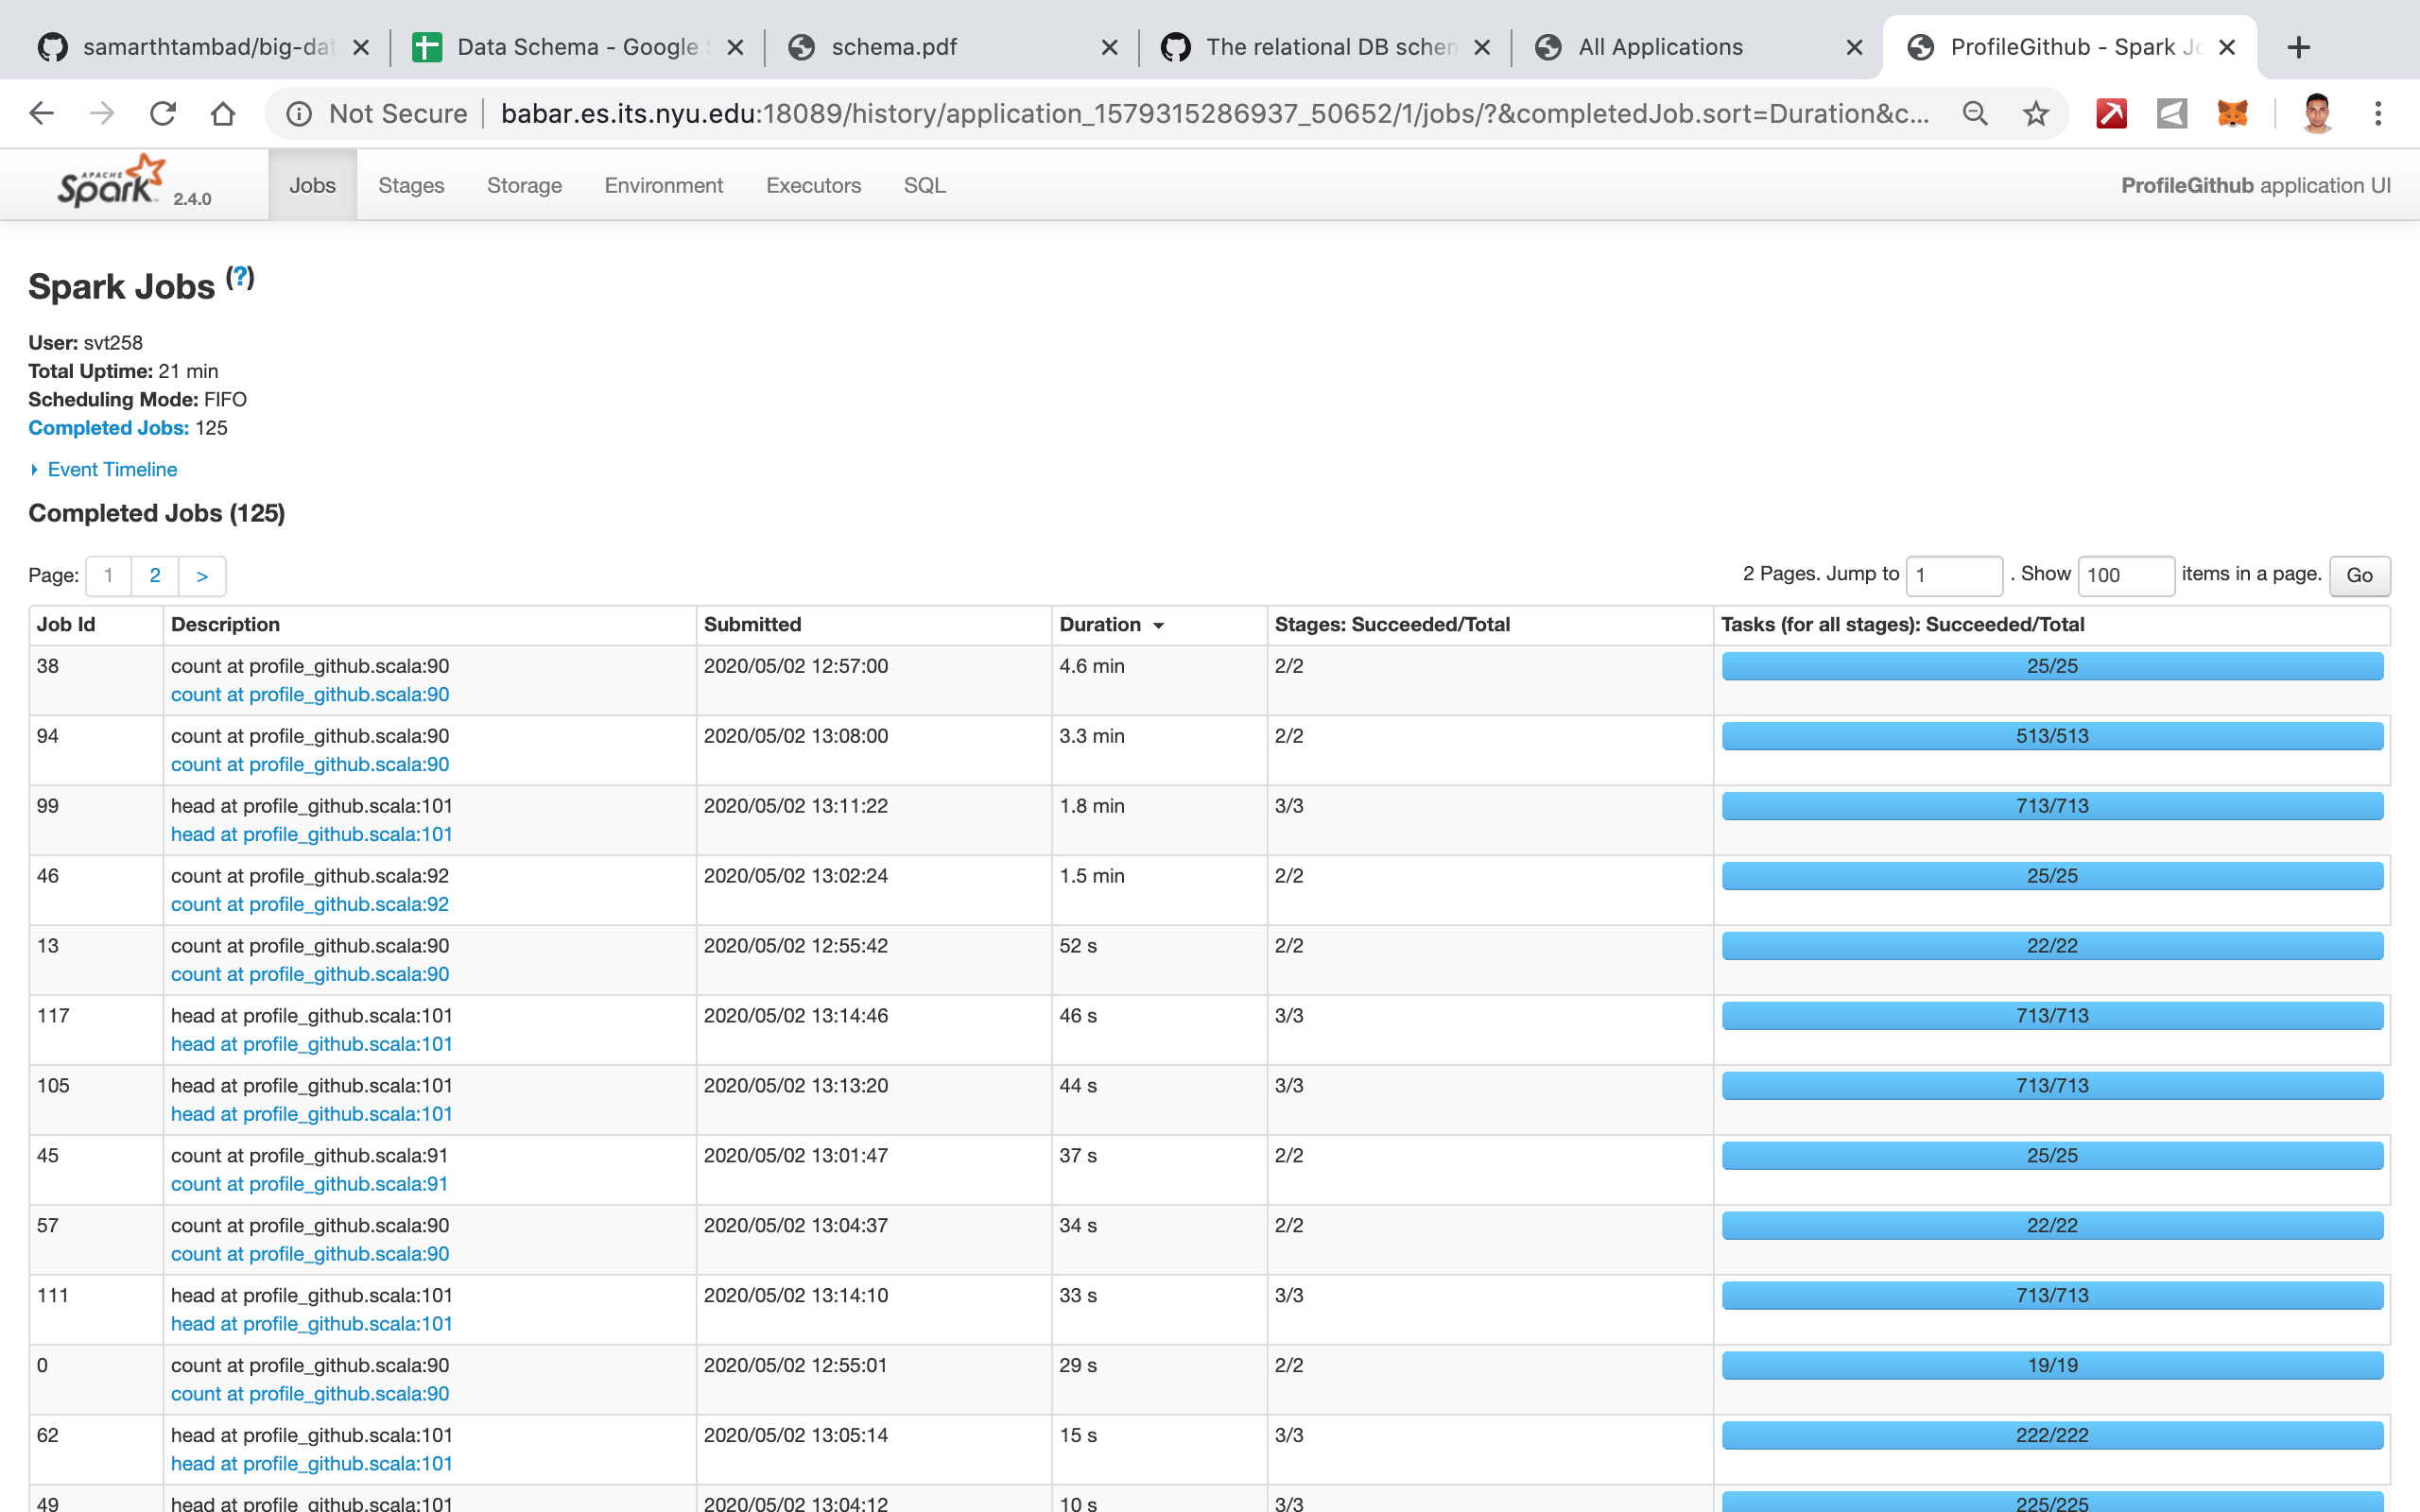 samarthtambad/big-dat
Data Schema - Google S
schema.pdf
The relational DB schem
All Applications
ProfileGithub - Spark Jo
Not Secure
babar.es.its.nyu.edu:18089/history/application_1579315286937_50652/1/jobs/?&completedJob.sort=Duration&c...
APACHE Spark 2.4.0
Jobs Stages Storage Environment Executors SQL
ProfileGithub application UI
Spark Jobs (?)
User: svt258
Total Uptime: 21 min
Scheduling Mode: FIFO
Completed Jobs: 125
Event Timeline
Completed Jobs (125)
Page: 1 2 >
2 Pages. Jump to 1 . Show 100 items in a page. Go
Job Id Description Submitted Duration Stages: Succeeded/Total Tasks (for all stages): Succeeded/Total
38 count at profile_github.scala:90 2020/05/02 12:57:00 4.6 min 2/2 25/25
count at profile_github.scala:90
94 count at profile_github.scala:90 2020/05/02 13:08:00 3.3 min 2/2 513/513
count at profile_github.scala:90
99 head at profile_github.scala:101 2020/05/02 13:11:22 1.8 min 3/3 713/713
head at profile_github.scala:101
46 count at profile_github.scala:92 2020/05/02 13:02:24 1.5 min 2/2 25/25
count at profile_github.scala:92
13 count at profile_github.scala:90 2020/05/02 12:55:42 52 s 2/2 22/22
count at profile_github.scala:90
117 head at profile_github.scala:101 2020/05/02 13:14:46 46 s 3/3 713/713
head at profile_github.scala:101
105 head at profile_github.scala:101 2020/05/02 13:13:20 44 s 3/3 713/713
head at profile_github.scala:101
45 count at profile_github.scala:91 2020/05/02 13:01:47 37 s 2/2 25/25
count at profile_github.scala:91
57 count at profile_github.scala:90 2020/05/02 13:04:37 34 s 2/2 22/22
count at profile_github.scala:90
111 head at profile_github.scala:101 2020/05/02 13:14:10 33 s 3/3 713/713
head at profile_github.scala:101
0 count at profile_github.scala:90 2020/05/02 12:55:01 29 s 2/2 19/19
count at profile_github.scala:90
62 head at profile_github.scala:101 2020/05/02 13:05:14 15 s 3/3 222/222
head at profile_github.scala:101
49 head at profile_github.scala:101 2020/05/02 13:04:12 10 s 3/3 225/225